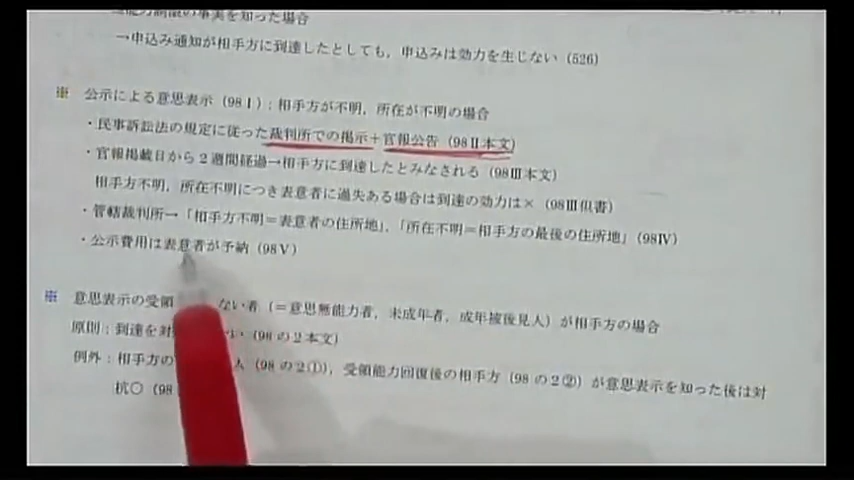 能力制限の事実を知った場合
→申込み通知が相手方に到達したとしても，申込みは効力を生じない（526）
※ 公示による意思表示（98Ⅰ）：相手方が不明，所在が不明の場合
・民事訴訟法の規定に従った裁判所での掲示＋官報公告（98Ⅱ本文）
・官報掲載日から２週間経過→相手方に到達したとみなされる（98Ⅲ本文）
相手方不明，所在不明につき表意者に過失ある場合は到達の効力は×（98Ⅲ但書）
・管轄裁判所→「相手方不明＝表意者の住所地」，「所在不明＝相手方の最後の住所地」（98Ⅳ）
・公示費用は表意者が予納（98Ⅴ）
※ 意思表示の受領 ない者（＝意思無能力者，未成年者，成年被後見人）が相手方の場合
原則：到達を対 い（98の２本文）
例外：相手方の 人（98の２①），受領能力回復後の相手方（98の２②）が意思表示を知った後は対
抗〇（98